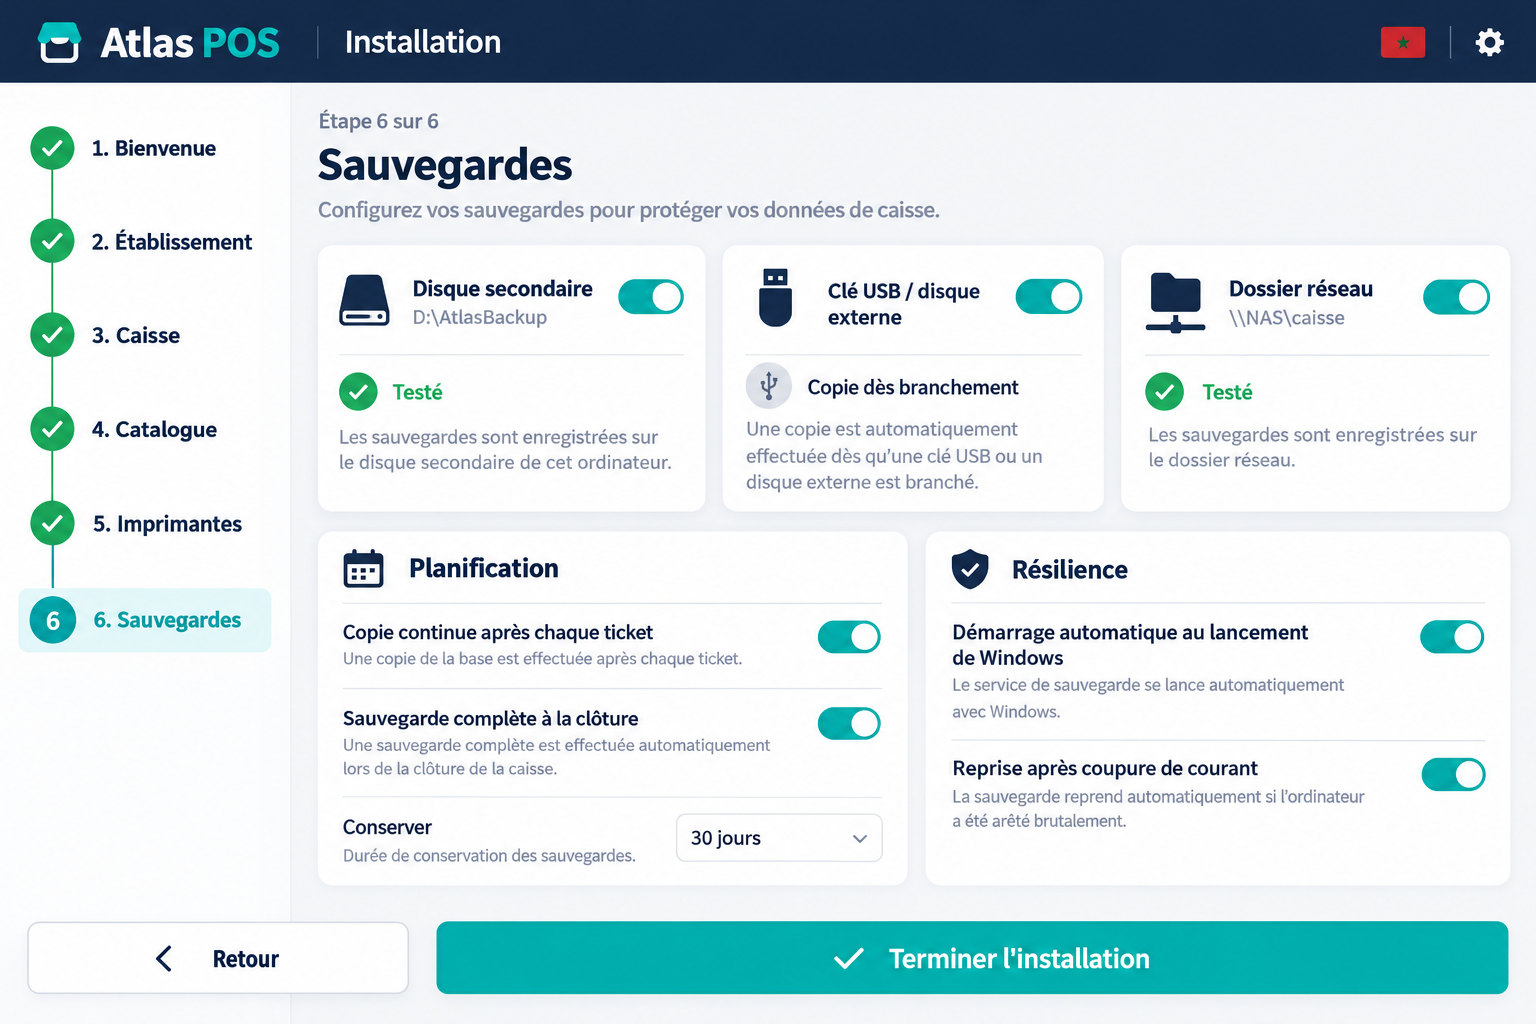 Atlas POS
Installation
1. Bienvenue
2. Établissement
3. Caisse
4. Catalogue
5. Imprimantes
6
6. Sauvegardes
Étape 6 sur 6
Sauvegardes
Configurez vos sauvegardes pour protéger vos données de caisse.
Disque secondaire
D:\AtlasBackup
Testé
Les sauvegardes sont enregistrées sur
le disque secondaire de cet ordinateur.
Clé USB / disque
externe
Copie dès branchement
Une copie est automatiquement
effectuée dès qu'une clé USB ou un
disque externe est branché.
Dossier réseau
\\NAS\caisse
Testé
Les sauvegardes sont enregistrées sur
le dossier réseau.
Planification
Copie continue après chaque ticket
Une copie de la base est effectuée après chaque ticket.
Sauvegarde complète à la clôture
Une sauvegarde complète est effectuée automatiquement
lors de la clôture de la caisse.
Conserver
Durée de conservation des sauvegardes.
30 jours
Résilience
Démarrage automatique au lancement
de Windows
Le service de sauvegarde se lance automatiquement
avec Windows.
Reprise après coupure de courant
La sauvegarde reprend automatiquement si l'ordinateur
a été arêté brutalement.
Retour
Terminer l'installation